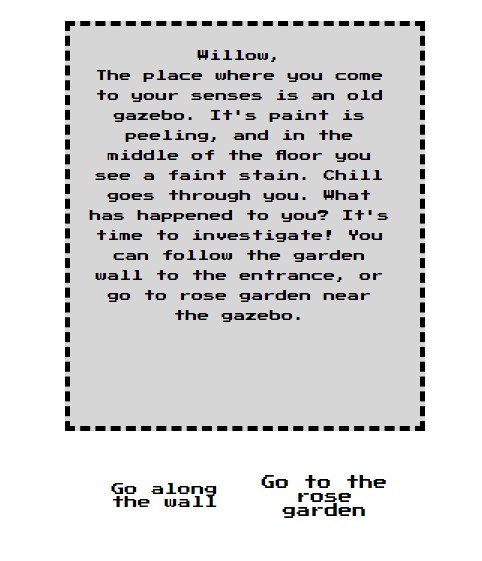 Willow,
The place where you come
to your senses is an old
gazebo. It's paint is
peeling, and in the
middle of the floor you
see a faint stain. Chill
goes through you. What
has happened to you? It's
time to investigate! You
can follow the garden
wall to the entrance, or
go to rose garden near
the gazebo.
Go along
the wall
Go to the
rose
garden